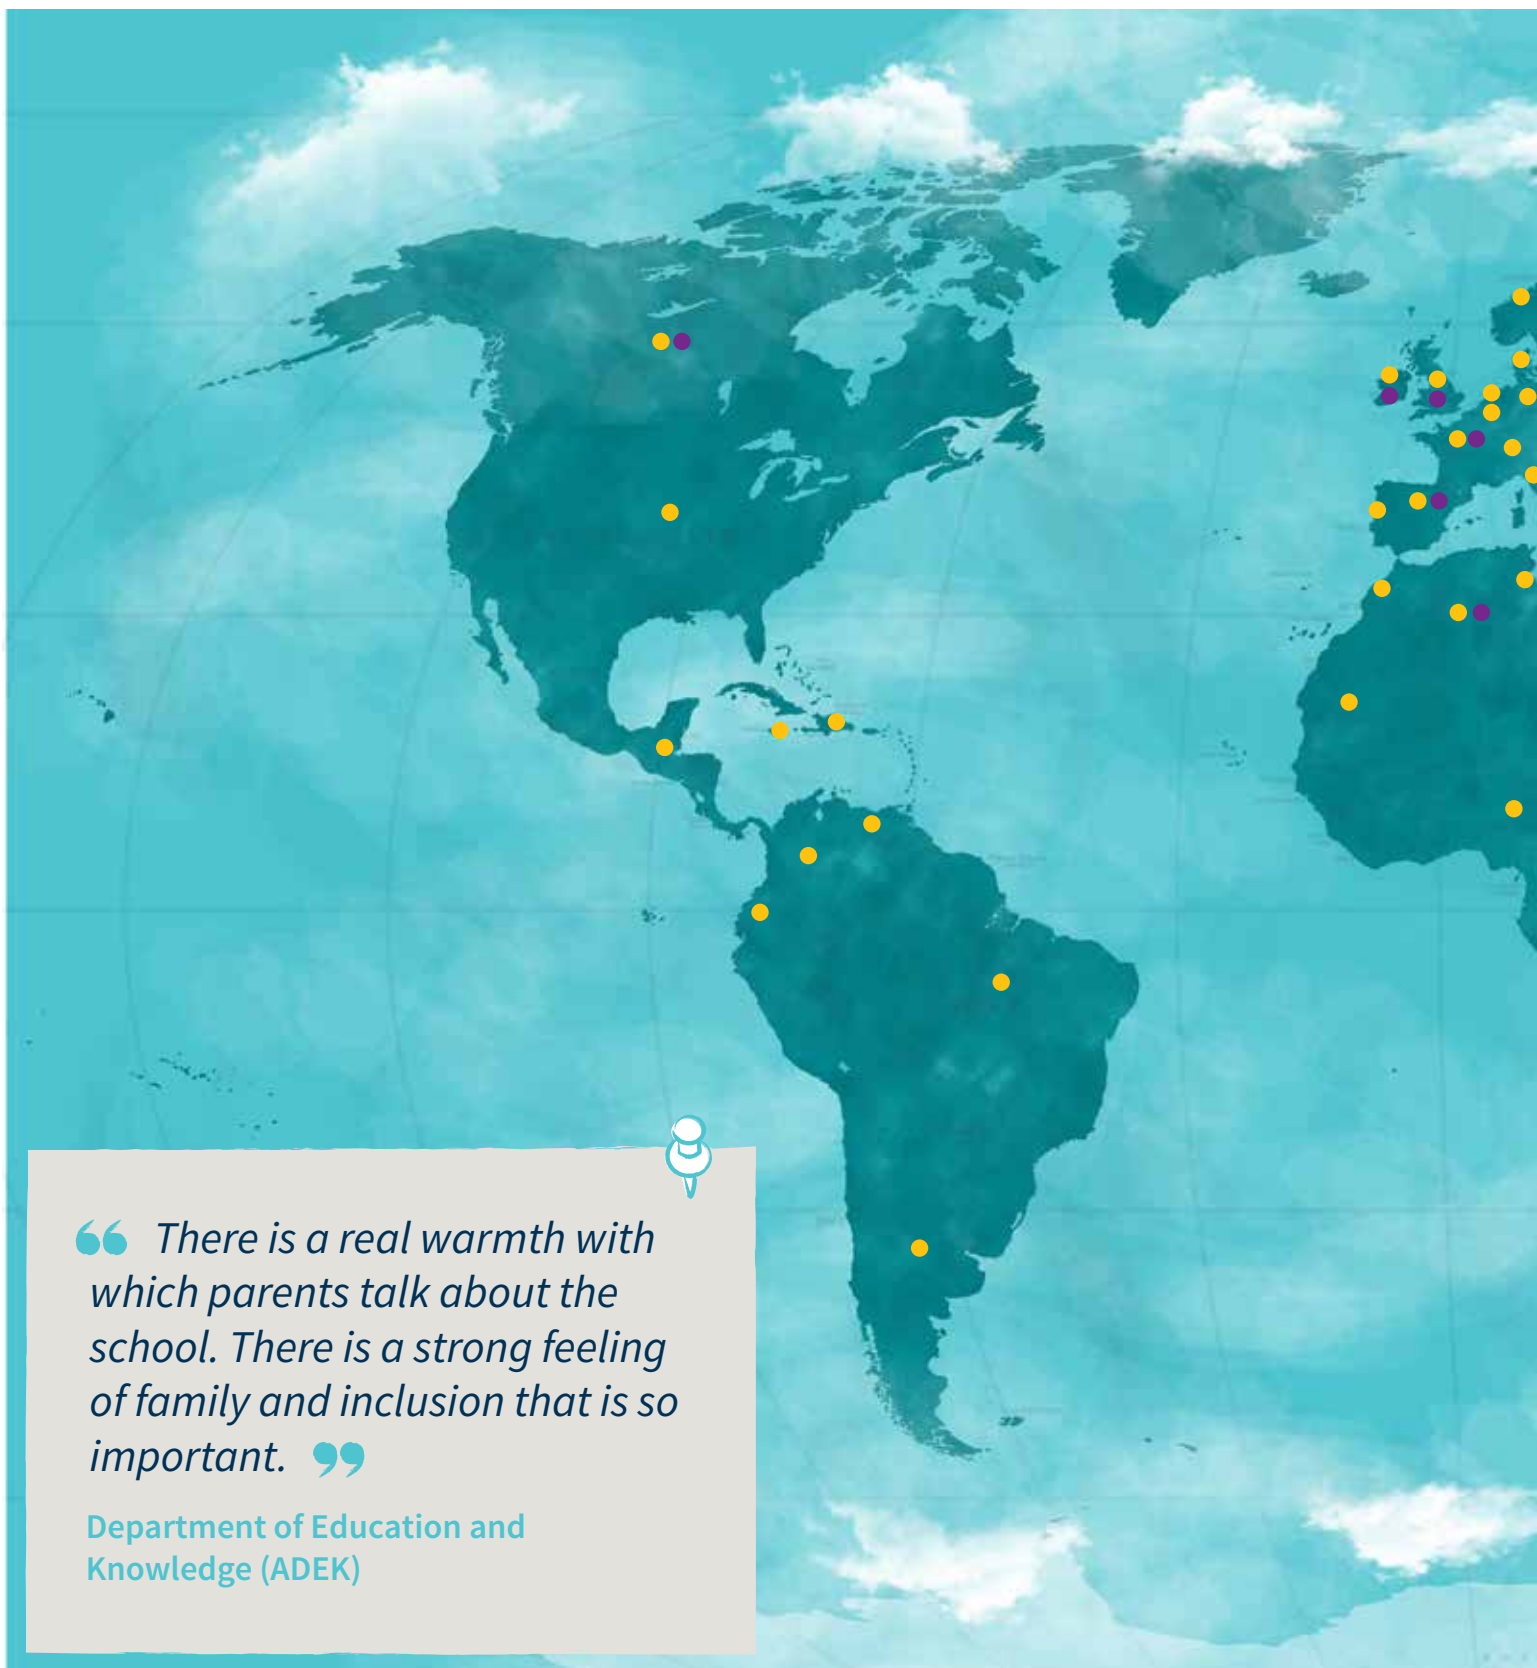 “ There is a real warmth with
which parents talk about the
school. There is a strong feeling
of family and inclusion that is so
important. ”
Department of Education and
Knowledge (ADEK)